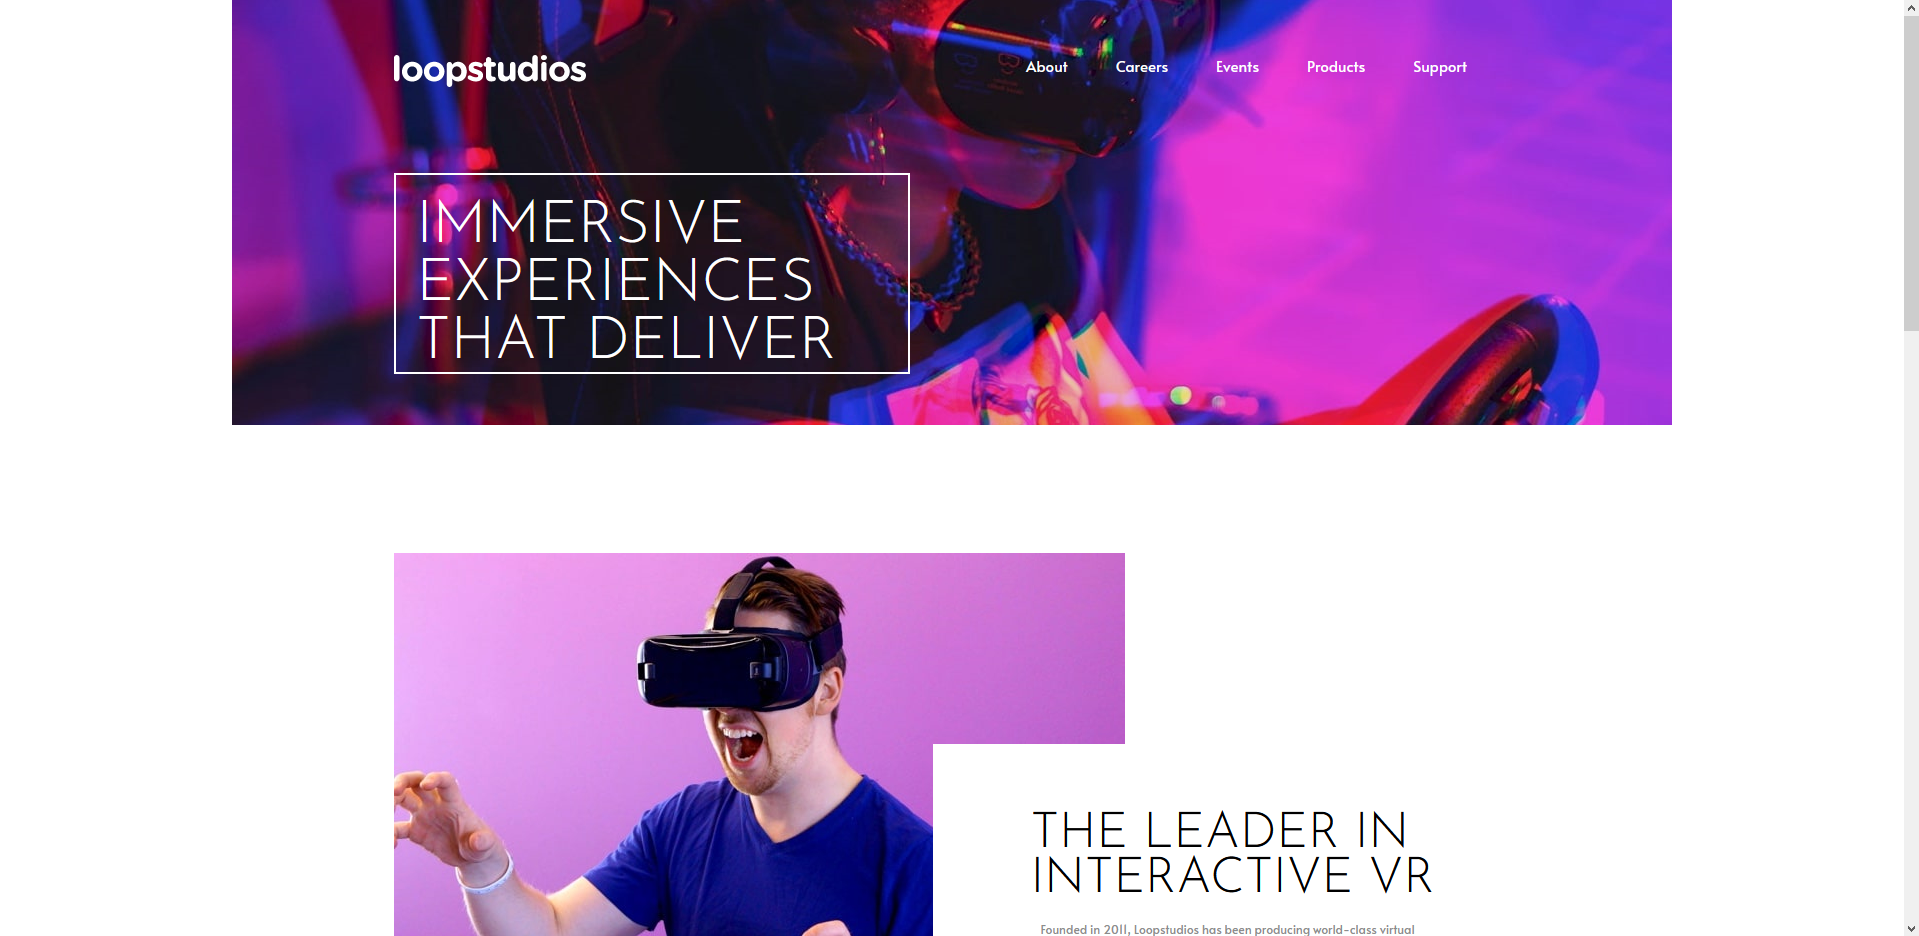 loopstudios
About Careers Events Products Support
IMMERSIVE
EXPERIENCES
THAT DELIVER
THE LEADER IN
INTERACTIVE VR
Founded in 2011, Loopstudios has been producing world-class virtual